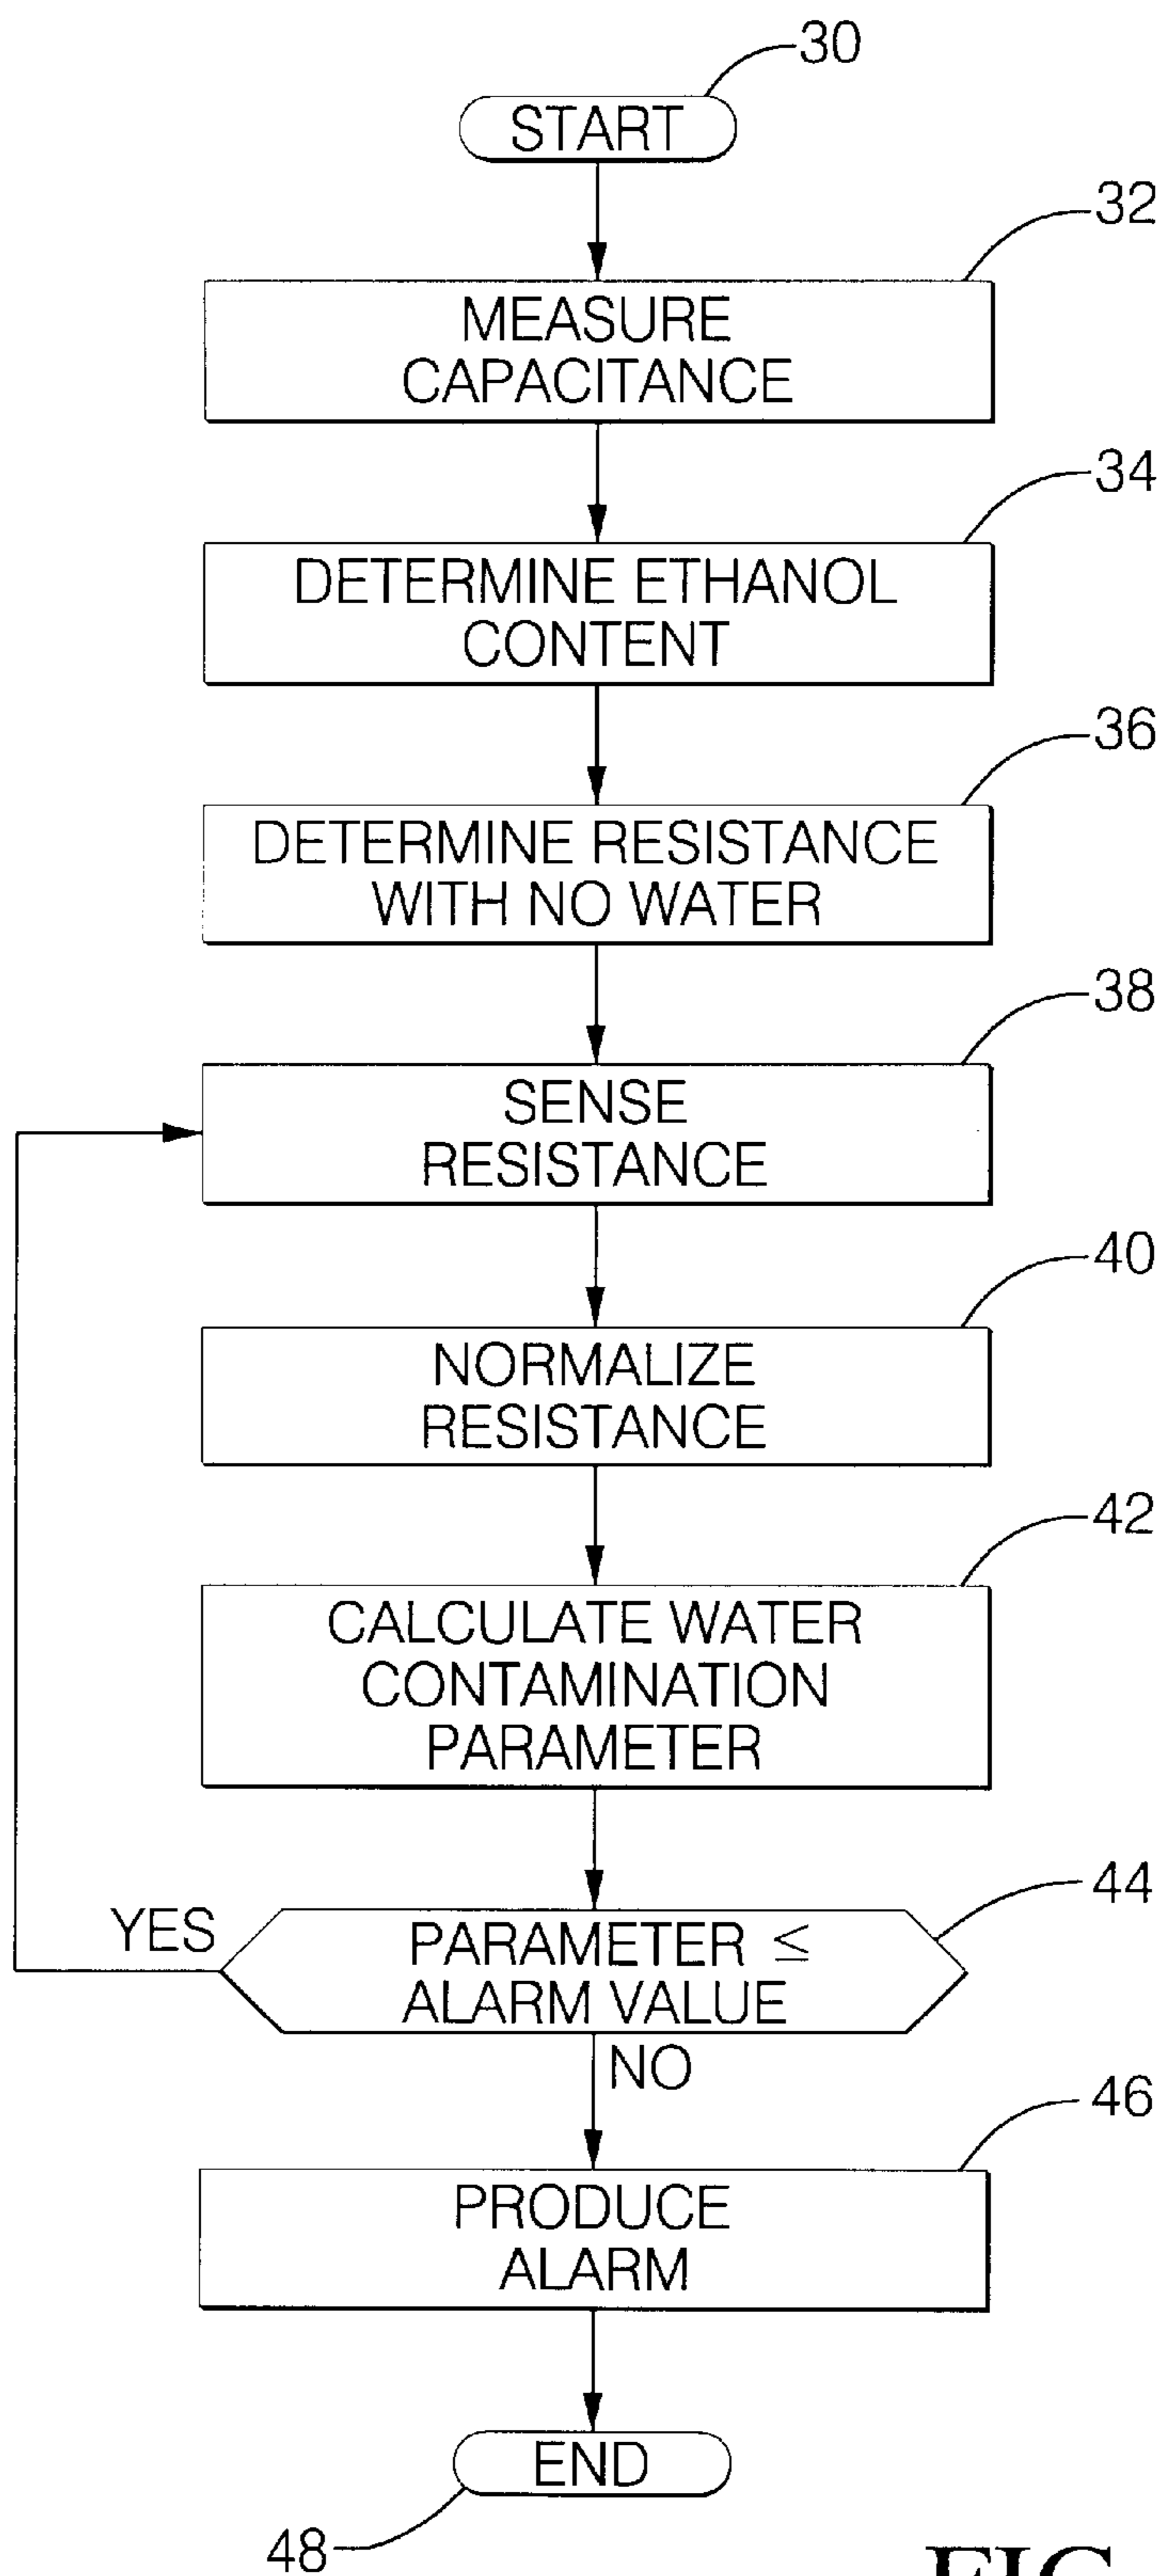 30
START
32
MEASURE
CAPACITANCE
34
DETERMINE ETHANOL
CONTENT
36
DETERMINE RESISTANCE
WITH NO WATER
38
SENSE
RESISTANCE
40
NORMALIZE
RESISTANCE
42
CALCULATE WATER
CONTAMINATION
PARAMETER
44
YES
PARAMETER ≤
ALARM VALUE
NO
46
PRODUCE
ALARM
END
48
FIG